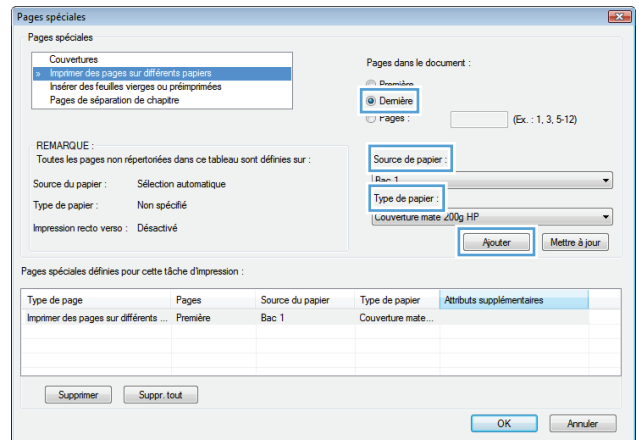 Pages spéciales
Pages spéciales
Couvertures
» Imprimer des pages sur différents papiers
Insérer des feuilles vierges ou préimprimées
Pages de séparation de chapitre
Pages dans le document :
Première
Dernière
Pages :
(Ex. : 1, 3, 5-12)
REMARQUE :
Toutes les pages non répertoriées dans ce tableau sont définies sur :
Source du papier : Sélection automatique
Type de papier : Non spécifié
Impression recto verso : Désactivé
Source de papier :
Bac 1
Type de papier :
Couverture mate 200g HP
Ajouter Mettre à jour
Pages spéciales définies pour cette tâche d'impression :
Type de page Pages Source du papier Type de papier Attributs supplémentaires
Imprimer des pages sur différents ... Première Bac 1 Couverture mate...
Supprimer Suppr. tout
OK Annuler